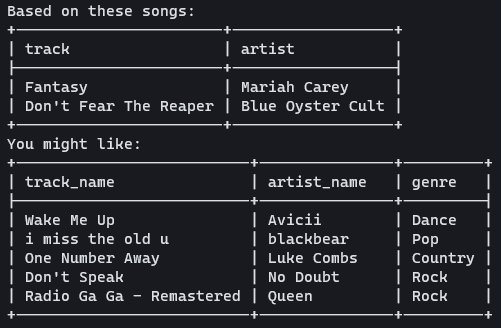 Based on these songs:
track artist
Fantasy Mariah Carey
Don't Fear The Reaper Blue Oyster Cult
You might like:
track_name artist_name genre
Wake Me Up Avicii Dance
i miss the old u blackbear Pop
One Number Away Luke Combs Country
Don't Speak No Doubt Rock
Radio Ga Ga - Remastered Queen Rock